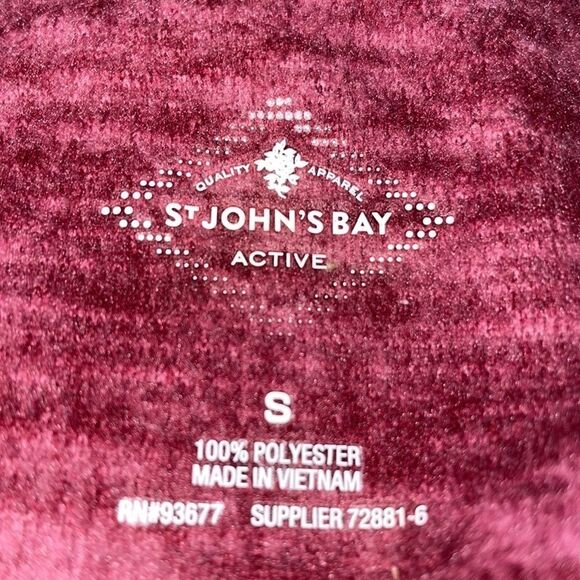 QUALITY APPAREL
ST JOHN'S BAY
ACTIVE
S
100% POLYESTER
MADE IN VIETNAM
RN#93677 SUPPLIER 72881-6